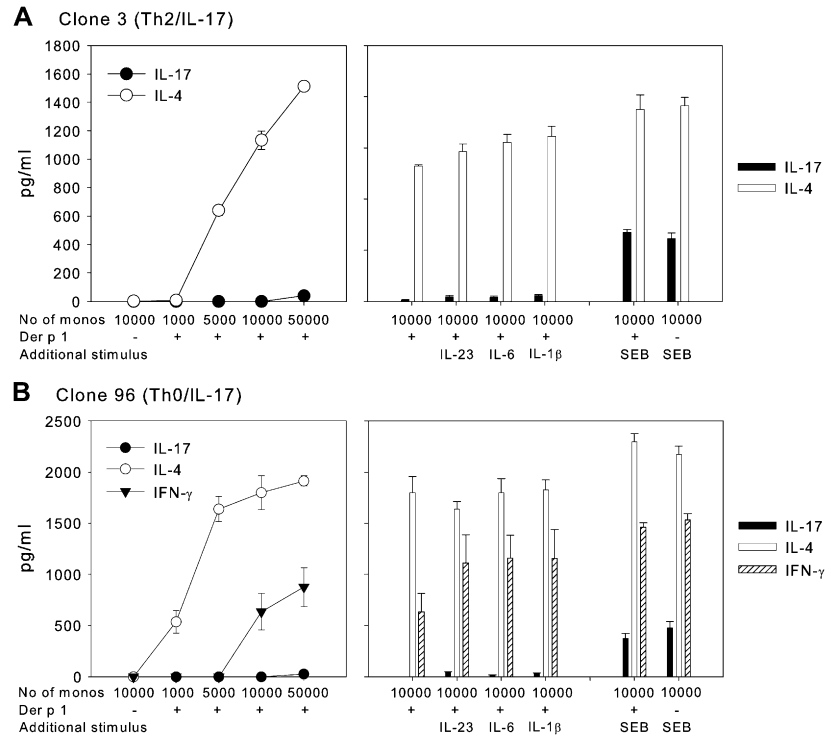 A Clone 3 (Th2/IL-17)
1800
1600
1400
1200
1000
800
600
400
200
0
pg/ml
IL-17
IL-4
IL-17
IL-4
No of monos 10000 1000 5000 10000 50000 10000 10000 10000 10000 10000 10000
Der p 1 - + + + + + + + + + -
Additional stimulus IL-23 IL-6 IL-1β SEB SEB
B Clone 96 (Th0/IL-17)
2500
2000
1500
1000
500
0
pg/ml
IL-17
IL-4
IFN-γ
IL-17
IL-4
IFN-γ
No of monos 10000 1000 5000 10000 50000 10000 10000 10000 10000 10000 10000
Der p 1 - + + + + + + + + + -
Additional stimulus IL-23 IL-6 IL-1β SEB SEB